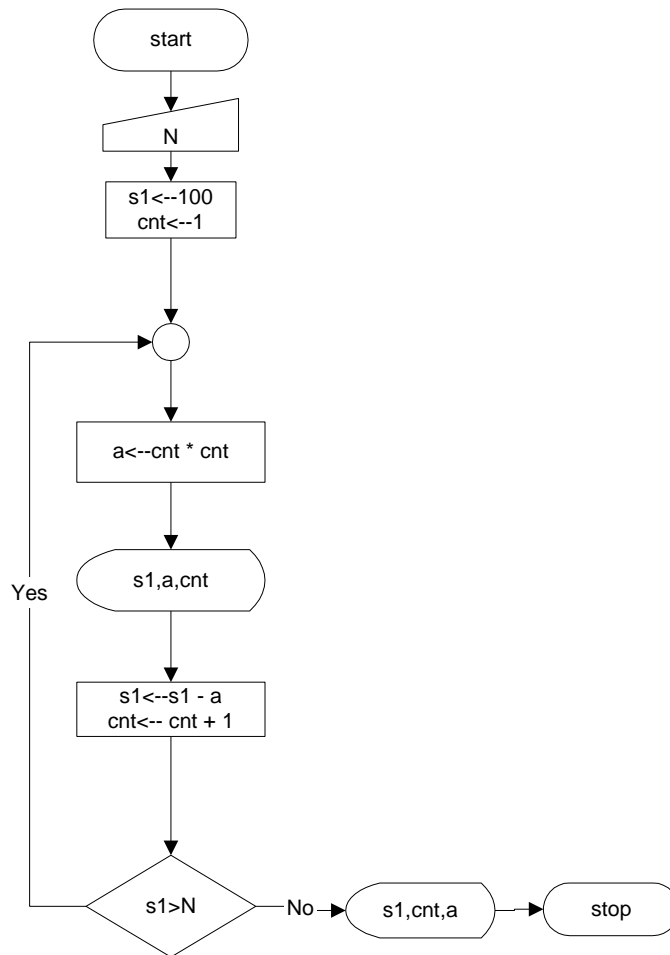 start
N
s1<--100
cnt<--1
a<--cnt * cnt
s1,a,cnt
Yes
s1<--s1 - a
cnt<-- cnt + 1
s1>N
No
s1,cnt,a
stop